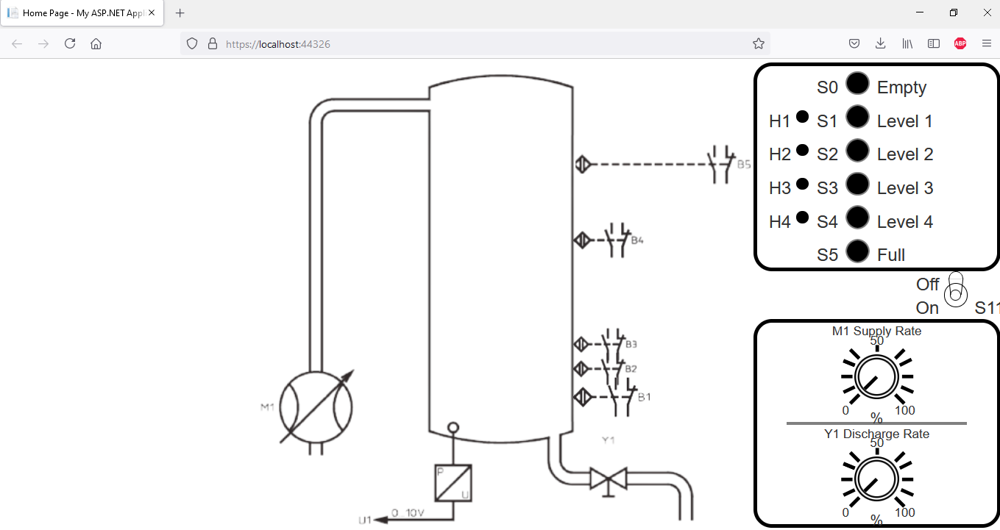 Home Page - My ASP.NET Appl
https://localhost:44326
ABP
S0 Empty
H1 S1 Level 1
H2 S2 Level 2
H3 S3 Level 3
H4 S4 Level 4
S5 Full
Off
On S11
B5
B4
B3
B2
B1
M1
Y1
P
U
0..10V
U1
M1 Supply Rate
50
0 100
%
Y1 Discharge Rate
50
0 100
%